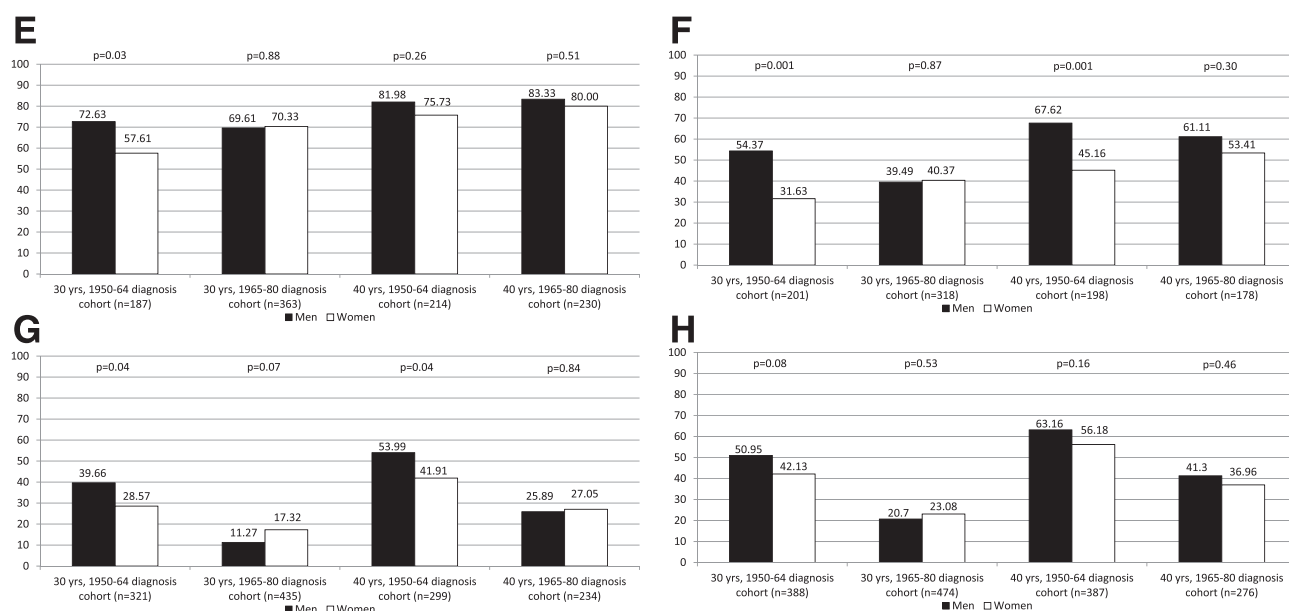 E
p=0.03 p=0.88 p=0.26 p=0.51
100
90
80
70
60
50
40
30
20
10
0
72.63 57.61 69.61 70.33 81.98 75.73 83.33 80.00
30 yrs, 1950-64 diagnosis 30 yrs, 1965-80 diagnosis 40 yrs, 1950-64 diagnosis 40 yrs, 1965-80 diagnosis
cohort (n=187) cohort (n=363) cohort (n=214) cohort (n=230)
Men Women
F
p=0.001 p=0.87 p=0.001 p=0.30
100
90
80
70
60
50
40
30
20
10
0
54.37 31.63 39.49 40.37 67.62 45.16 61.11 53.41
30 yrs, 1950-64 diagnosis 30 yrs, 1965-80 diagnosis 40 yrs, 1950-64 diagnosis 40 yrs, 1965-80 diagnosis
cohort (n=201) cohort (n=318) cohort (n=198) cohort (n=178)
Men Women
G
p=0.04 p=0.07 p=0.04 p=0.84
100
90
80
70
60
50
40
30
20
10
0
39.66 28.57 11.27 17.32 53.99 41.91 25.89 27.05
30 yrs, 1950-64 diagnosis 30 yrs, 1965-80 diagnosis 40 yrs, 1950-64 diagnosis 40 yrs, 1965-80 diagnosis
cohort (n=321) cohort (n=435) cohort (n=299) cohort (n=234)
Men Women
H
p=0.08 p=0.53 p=0.16 p=0.46
100
90
80
70
60
50
40
30
20
10
0
50.95 42.13 20.7 23.08 63.16 56.18 41.3 36.96
30 yrs, 1950-64 diagnosis 30 yrs, 1965-80 diagnosis 40 yrs, 1950-64 diagnosis 40 yrs, 1965-80 diagnosis
cohort (n=388) cohort (n=474) cohort (n=387) cohort (n=276)
Men Women